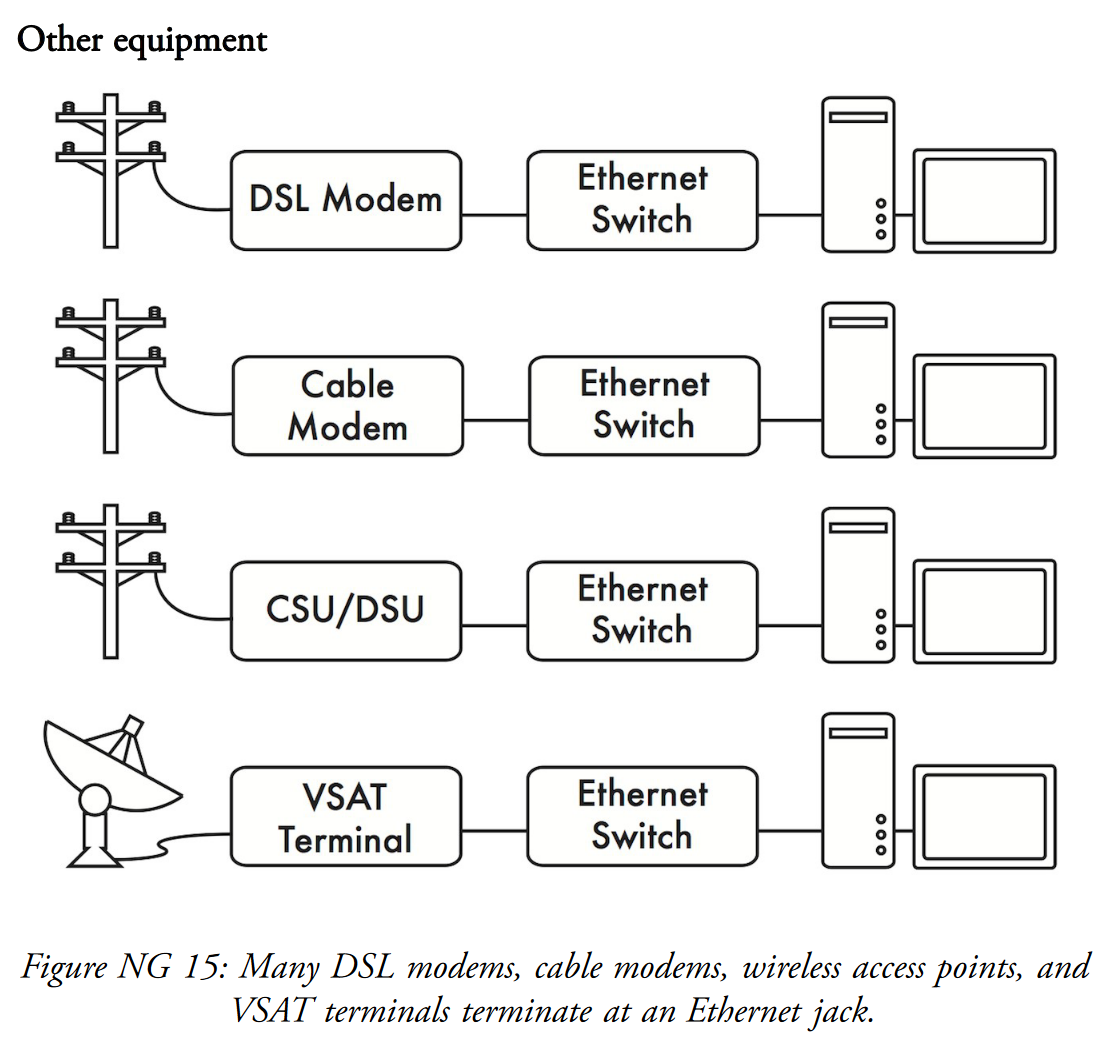 Other equipment
DSL Modem
Ethernet
Switch
Cable
Modem
Ethernet
Switch
CSU/DSU
Ethernet
Switch
VSAT
Terminal
Ethernet
Switch
Figure NG 15: Many DSL modems, cable modems, wireless access points, and
VSAT terminals terminate at an Ethernet jack.